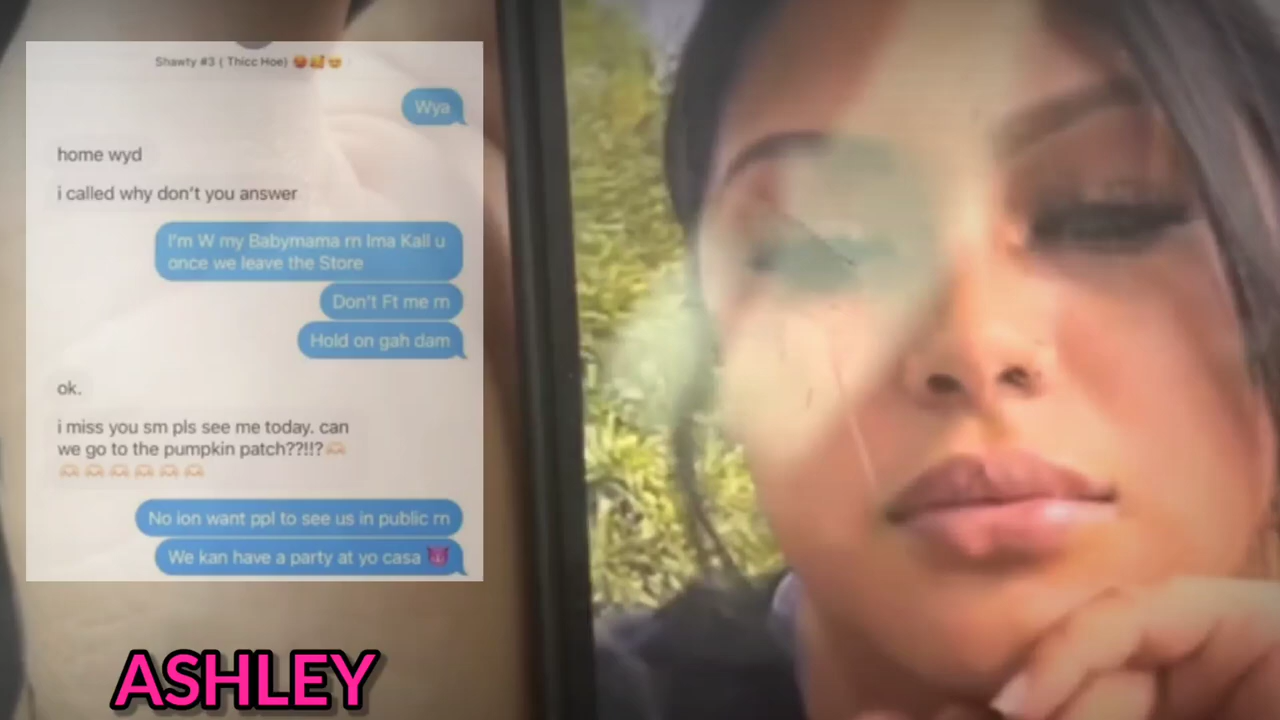 Shawty #3 ( Thicc Hoe) 🥵🥰😍
Wya
home wyd
i called why don't you answer
I'm W my Babymama rn Ima Kall u
once we leave the Store
Don't Ft me rn
Hold on gah dam
ok.
i miss you sm pls see me today. can
we go to the pumpkin patch??!!?🫶🏻
🫶🏻🫶🏻🫶🏻🫶🏻🫶🏻🫶🏻
No ion want ppl to see us in public rn
We kan have a party at yo casa 😈
ASHLEY